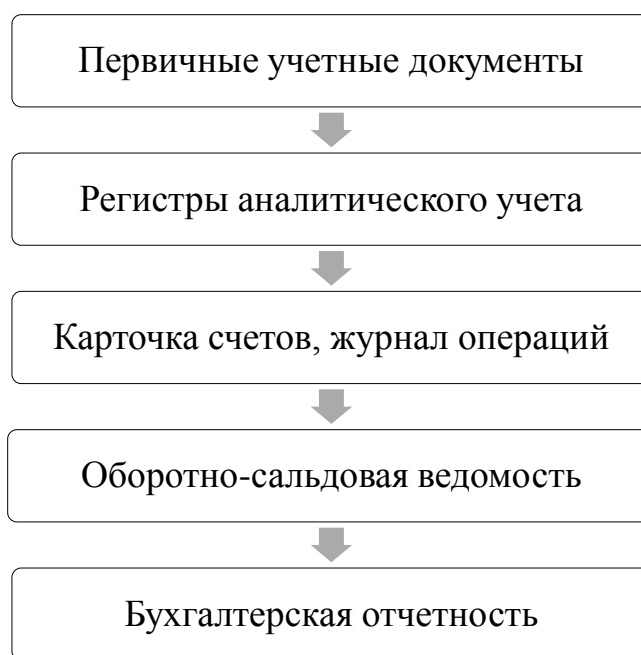 Первичные учетные документы
Регистры аналитического учета
Карточка счетов, журнал операций
Оборотно-сальдовая ведомость
Бухгалтерская отчетность